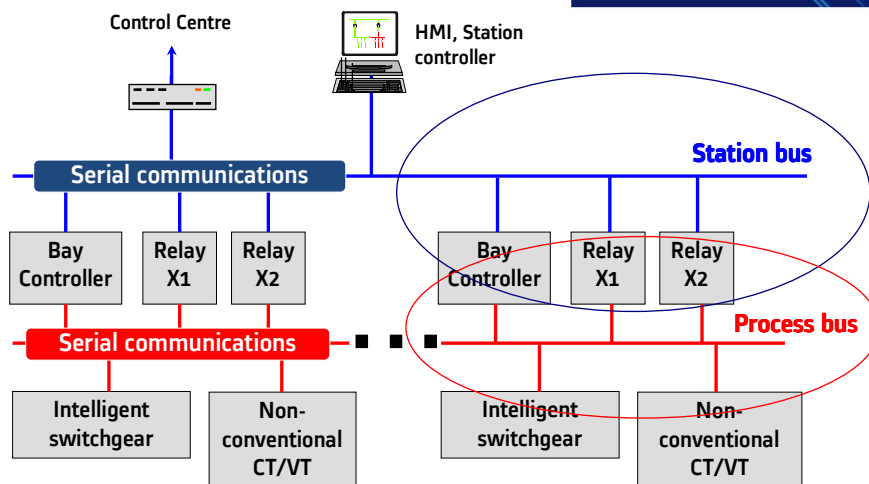 Control Centre
HMI, Station
controller
Station bus
Serial communications
Bay
Controller
Relay
X1
Relay
X2
Bay
Controller
Relay
X1
Relay
X2
Process bus
Serial communications
Intelligent
switchgear
Non-
conventional
CT/VT
Intelligent
switchgear
Non-
conventional
CT/VT